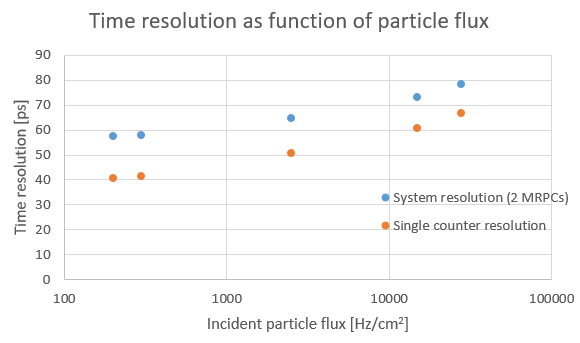 Time resolution as function of particle flux
90
80
70
60
50
40
30
20
10
0
Time resolution [ps]
System resolution (2 MRPCs)
Single counter resolution
100
1000
10000
100000
Incident particle flux [Hz/cm²]